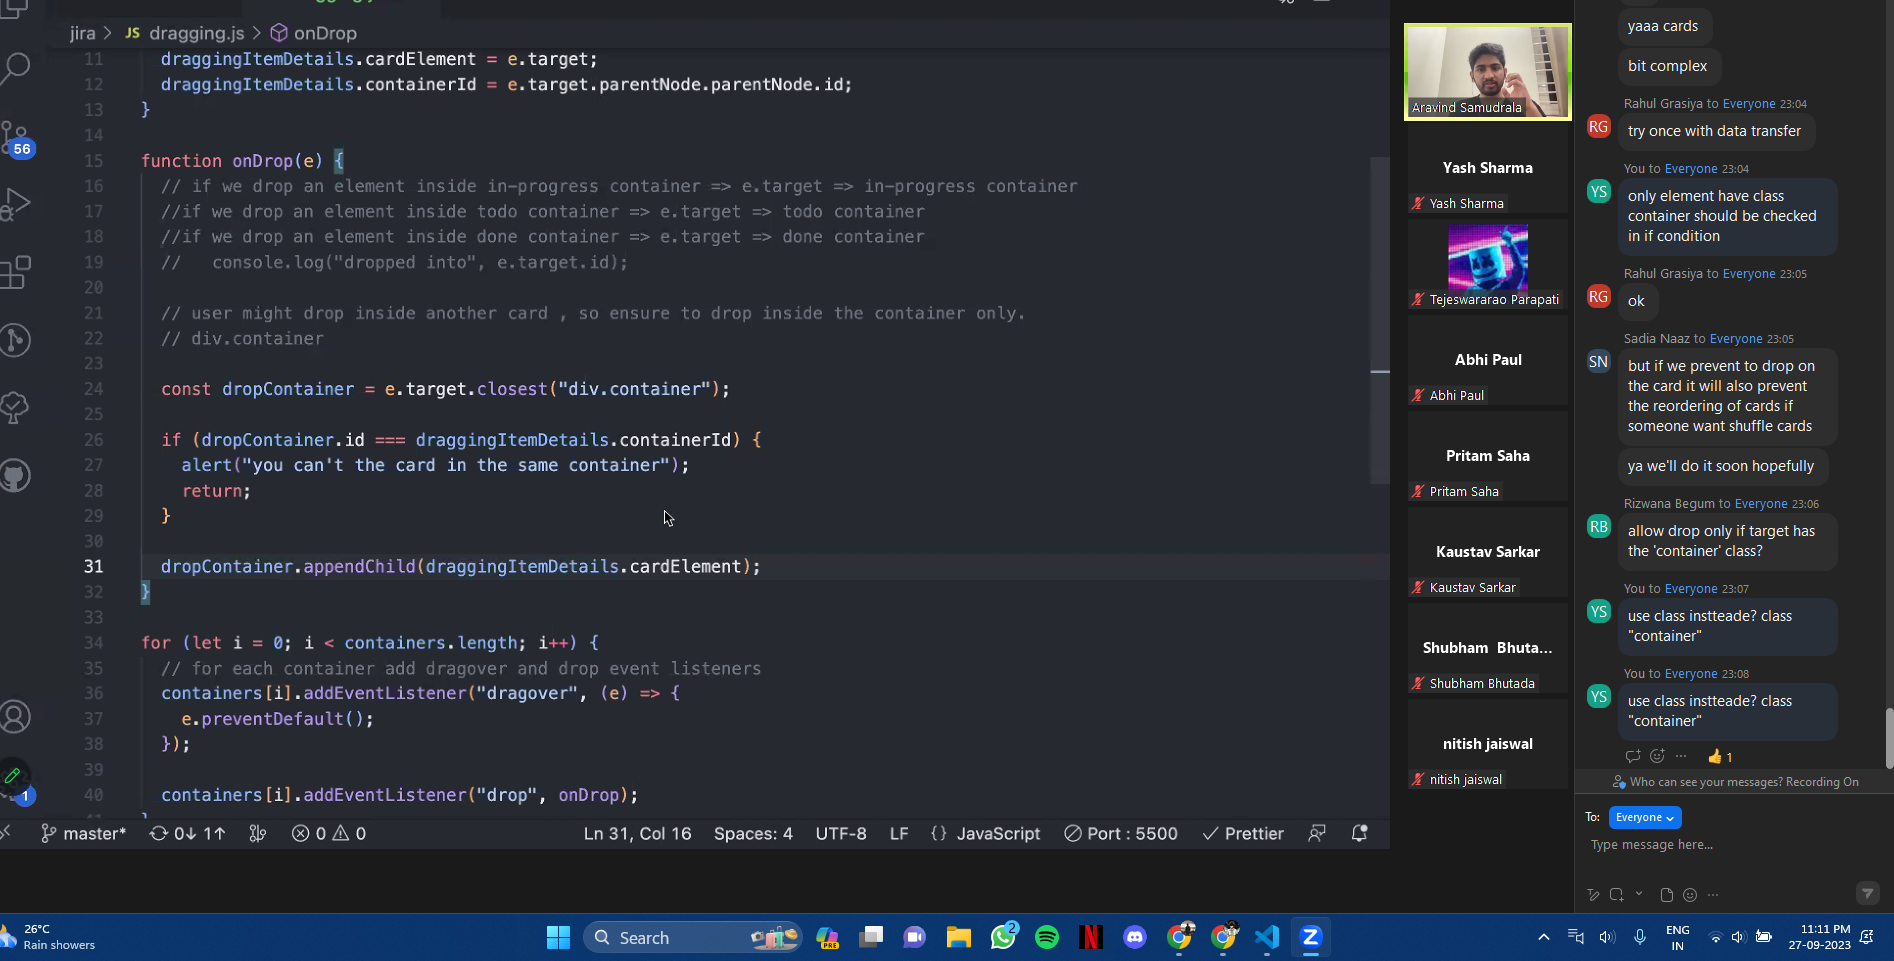 jira > JS dragging.js > onDrop
11 draggingItemDetails.cardElement = e.target;
12 draggingItemDetails.containerId = e.target.parentNode.parentNode.id;
13 }
14
15 function onDrop(e) {
16 // if we drop an element inside in-progress container => e.target => in-progress container
17 //if we drop an element inside todo container => e.target => todo container
18 //if we drop an element inside done container => e.target => done container
19 //   console.log("dropped into", e.target.id);
20
21 // user might drop inside another card , so ensure to drop inside the container only.
22 // div.container
23
24 const dropContainer = e.target.closest("div.container");
25
26 if (dropContainer.id === draggingItemDetails.containerId) {
27 alert("you can't the card in the same container");
28 return;
29 }
30
31 dropContainer.appendChild(draggingItemDetails.cardElement);
32 }
33
34 for (let i = 0; i < containers.length; i++) {
35 // for each container add dragover and drop event listeners
36 containers[i].addEventListener("dragover", (e) => {
37 e.preventDefault();
38 });
39
40 containers[i].addEventListener("drop", onDrop);
56
1
master* 0↓ 1↑ 0 0 Ln 31, Col 16 Spaces: 4 UTF-8 LF {} JavaScript Port : 5500 Prettier
Aravind Samudrala
Yash Sharma
Yash Sharma
Tejeswararao Parapati
Abhi Paul
Abhi Paul
Pritam Saha
Pritam Saha
Kaustav Sarkar
Kaustav Sarkar
Shubham Bhuta...
Shubham Bhutada
nitish jaiswal
nitish jaiswal
yaaa cards
bit complex
Rahul Grasiya to Everyone 23:04
RG
try once with data transfer
You to Everyone 23:04
YS
only element have class
container should be checked
in if condition
Rahul Grasiya to Everyone 23:05
RG
ok
Sadia Naaz to Everyone 23:05
SN
but if we prevent to drop on
the card it will also prevent
the reordering of cards if
someone want shuffle cards
ya we'll do it soon hopefully
Rizwana Begum to Everyone 23:06
RB
allow drop only if target has
the 'container' class?
You to Everyone 23:07
YS
use class instteade? class
"container"
You to Everyone 23:08
YS
use class instteade? class
"container"
👍 1
Who can see your messages? Recording On
To: Everyone
Type message here...
26°C
Rain showers
Search
PRE
2
N
Z
ENG
IN
11:11 PM
27-09-2023